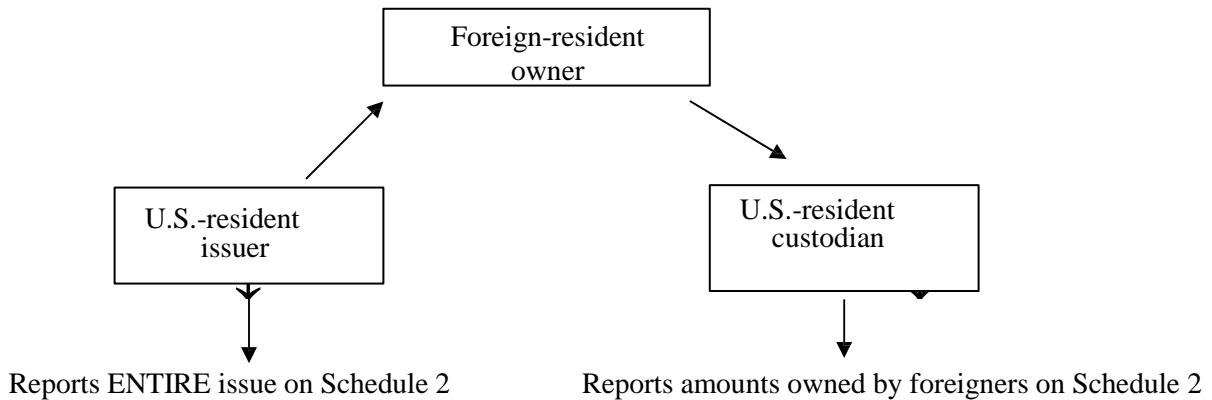 Foreign-resident
owner
U.S.-resident
issuer
U.S.-resident
custodian
Reports ENTIRE issue on Schedule 2
Reports amounts owned by foreigners on Schedule 2